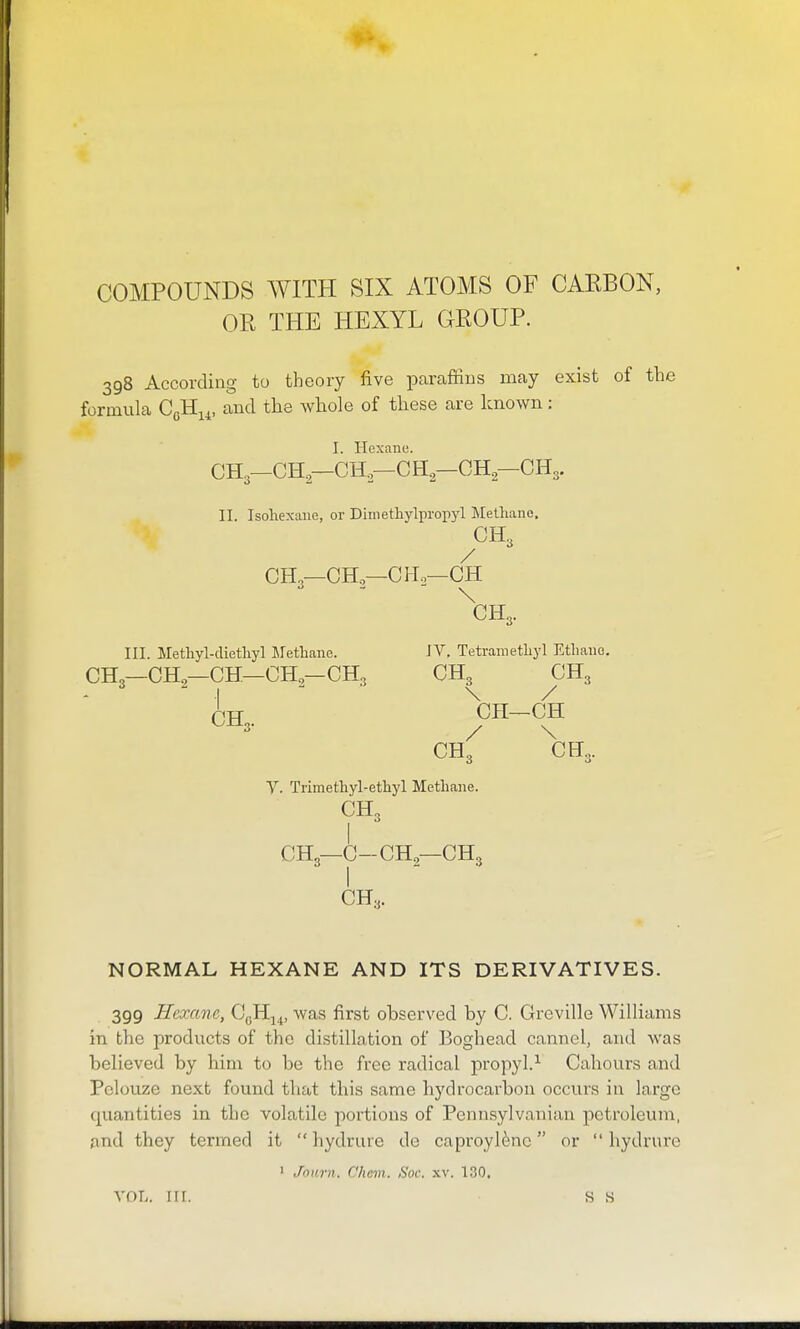 COMPOUNDS WITH SIX ATOMS OF CARBON,
OR THE HEXYL GROUP.
398 According to theory five paraffins may exist of the
formula C₆H₁₄, and the whole of these are known:
I. Hexane.
CH₃—CH₂—CH₂—CH₂—CH₂—CH₃.
II. Isohexane, or Dimethylpropyl Methane.
CH₃
/
CH₃—CH₂—CH₂—CH
\
CH₃.
III. Methyl-diethyl Methane.
CH₃—CH₂—CH—CH₂—CH₃
|
CH₃.
IV. Tetramethyl Ethane.
CH₃ CH₃
\ /
CH—CH
/ \
CH₃ CH₃.
V. Trimethyl-ethyl Methane.
CH₃
|
CH₃—C—CH₂—CH₃
|
CH₃.
NORMAL HEXANE AND ITS DERIVATIVES.
399 Hexane, C₆H₁₄, was first observed by C. Greville Williams
in the products of the distillation of Boghead cannel, and was
believed by him to be the free radical propyl.¹ Cahours and
Pelouze next found that this same hydrocarbon occurs in large
quantities in the volatile portions of Pennsylvanian petroleum,
and they termed it "hydrure de caproylène" or "hydrure
¹ Journ. Chem. Soc. xv. 130.
VOL. III. S S